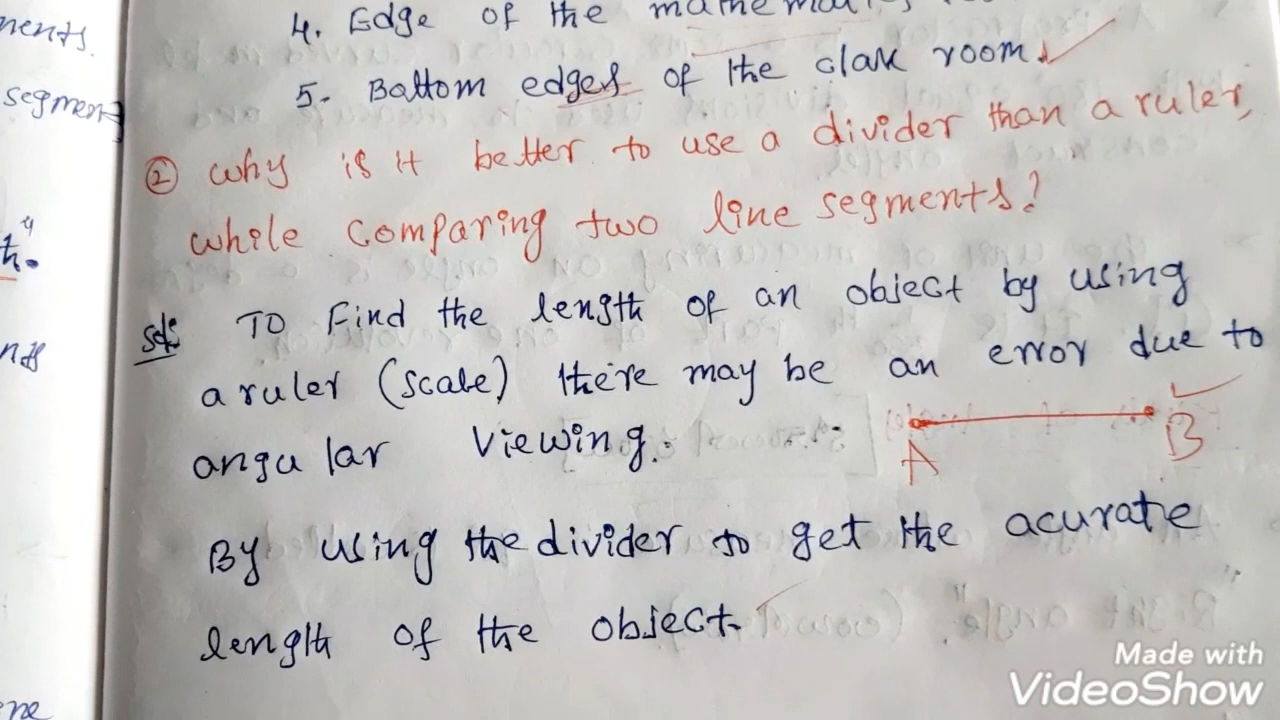 nents.
segment
4. Edge of the
5. Bottom edges of the clak room.
② why is it better to use a divider than a ruler,
while comparing two line segments?
Sol: TO Find the length of an object by using
a ruler (scale) there may be an error due to
angular viewing.
A B
By using the divider to get the acurate
length of the object.
Made with
VideoShow